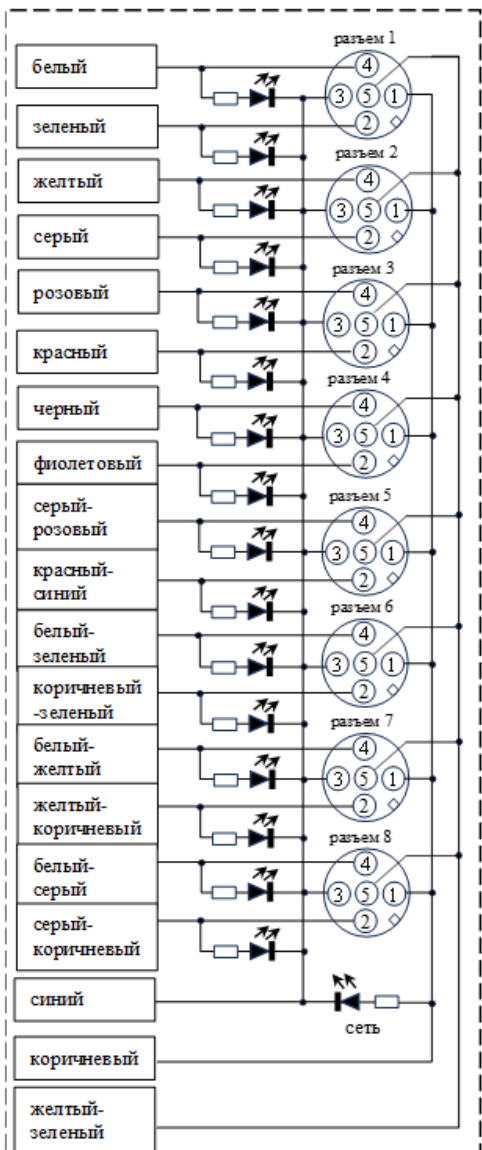 разъем 1
белый
4
3 5 1
зеленый
2
разъем 2
желтый
4
3 5 1
серый
2
разъем 3
розовый
4
3 5 1
красный
2
разъем 4
черный
4
3 5 1
фиолетовый
2
разъем 5
серый-
розовый
4
3 5 1
красный-
синий
2
разъем 6
белый-
зеленый
4
3 5 1
коричневый
-зеленый
2
разъем 7
белый-
желтый
4
3 5 1
желтый-
коричневый
2
разъем 8
белый-
серый
4
3 5 1
серый-
коричневый
2
синий
сеть
коричневый
желтый-
зеленый